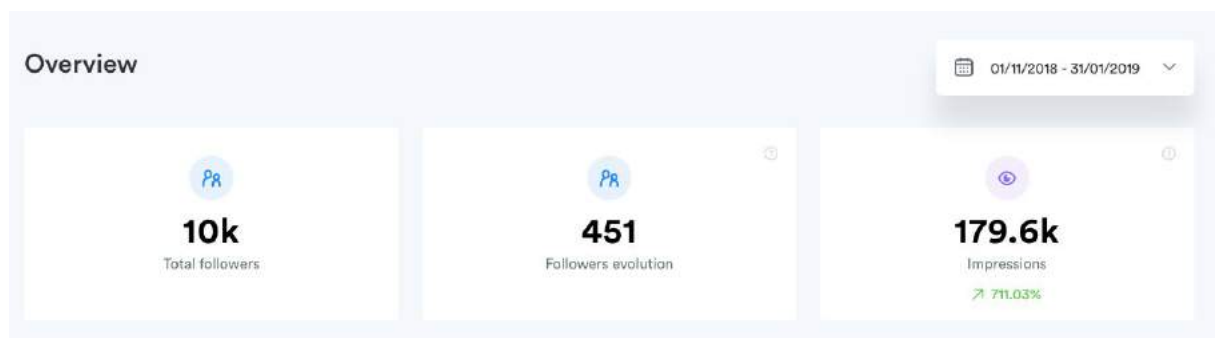 Overview
01/11/2018 - 31/01/2019
10k
Total followers
451
Followers evolution
179.6k
Impressions
711.03%